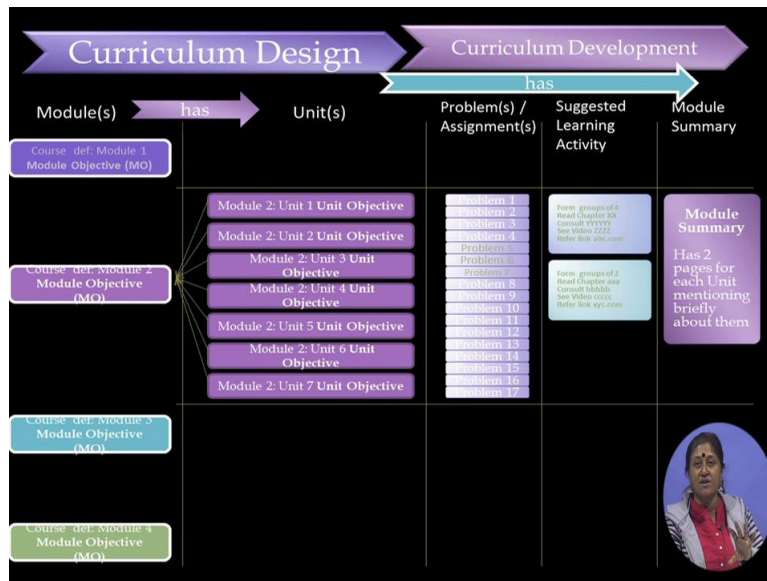 Curriculum Design
Curriculum Development
has
Module(s)
has
Unit(s)
Problem(s) /
Assignment(s)
Suggested
Learning
Activity
Module
Summary
Course def: Module 1
Module Objective (MO)
Module 2: Unit 1 Unit Objective
Module 2: Unit 2 Unit Objective
Module 2: Unit 3 Unit
Objective
Module 2: Unit 4 Unit
Objective
Module 2: Unit 5 Unit Objective
Module 2: Unit 6 Unit
Objective
Module 2: Unit 7 Unit Objective
Problem 1
Problem 2
Problem 3
Problem 4
Problem 5
Problem 6
Problem 7
Problem 8
Problem 9
Problem 10
Problem 11
Problem 12
Problem 13
Problem 14
Problem 15
Problem 16
Problem 17
Form groups of 4
Read Chapter XX
Consult YYYYYY
See Video ZZZZ
Refer link abc.com
Form groups of 2
Read Chapter aaa
Consult bbbbb
See Video ccccc
Refer link xyz.com
Module
Summary
Has 2
pages for
each Unit
mentioning
briefly
about them
Course def: Module 2
Module Objective
(MO)
Course def: Module 3
Module Objective
(MO)
Course def: Module 4
Module Objective
(MO)